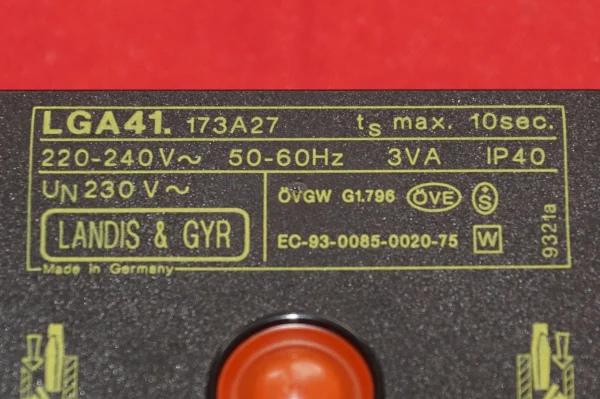 LGA41. 173A27 ts max. 10sec.
220-240V~ 50-60Hz 3VA IP40
UN 230 V~
ÖVGW G1.796 ÖVE S
LANDIS & GYR
EC-93-0085-0020-75 W
9321a
Made in Germany